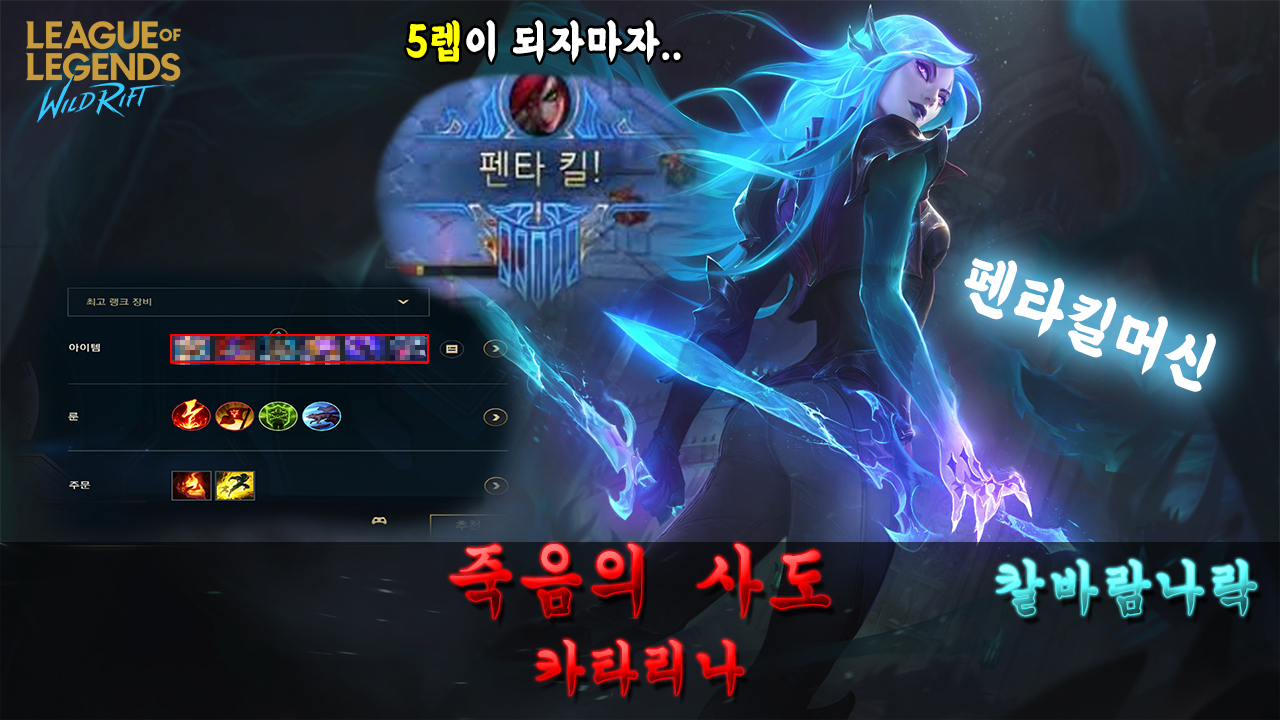 LEAGUE OF
LEGENDS
WILD RIFT
5렙이 되자마자..
펜타 킬!
펜타킬머신
최고 랭크 장비
아이템
룬
주문
추천
죽음의 사도
카타리나
칼바람나락